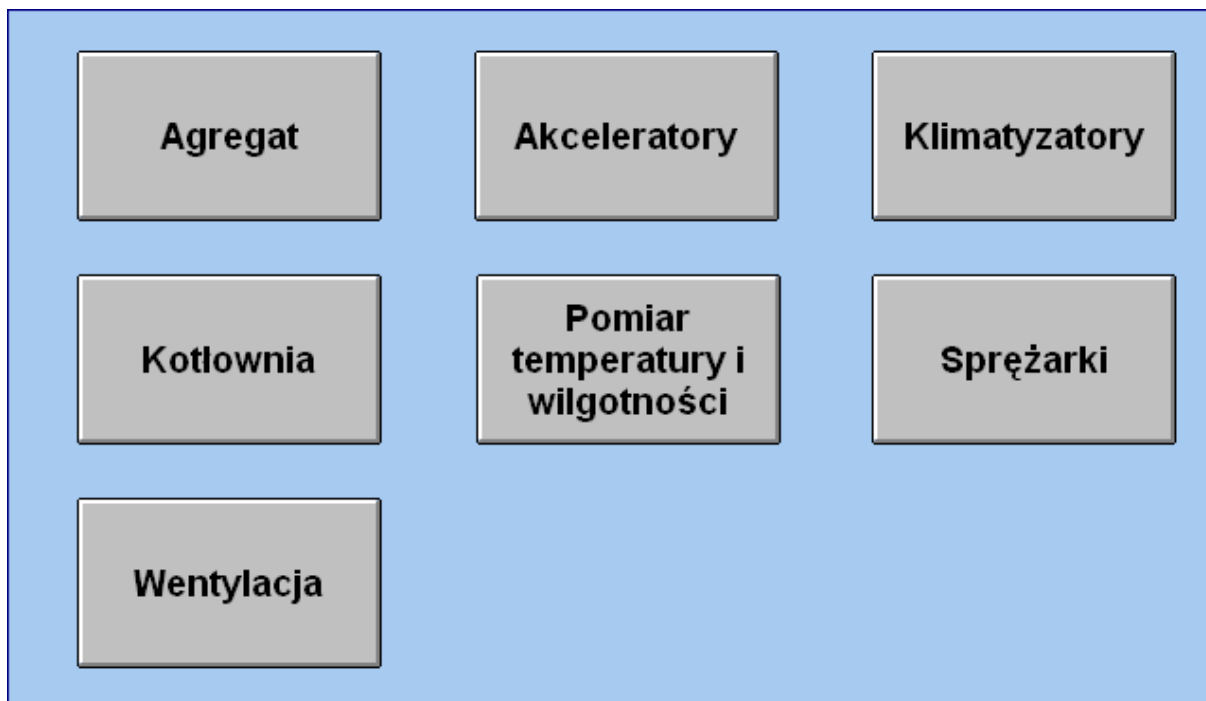 Agregat
Akceleratory
Klimatyzatory
Kotłownia
Pomiar
temperatury i
wilgotności
Sprężarki
Wentylacja